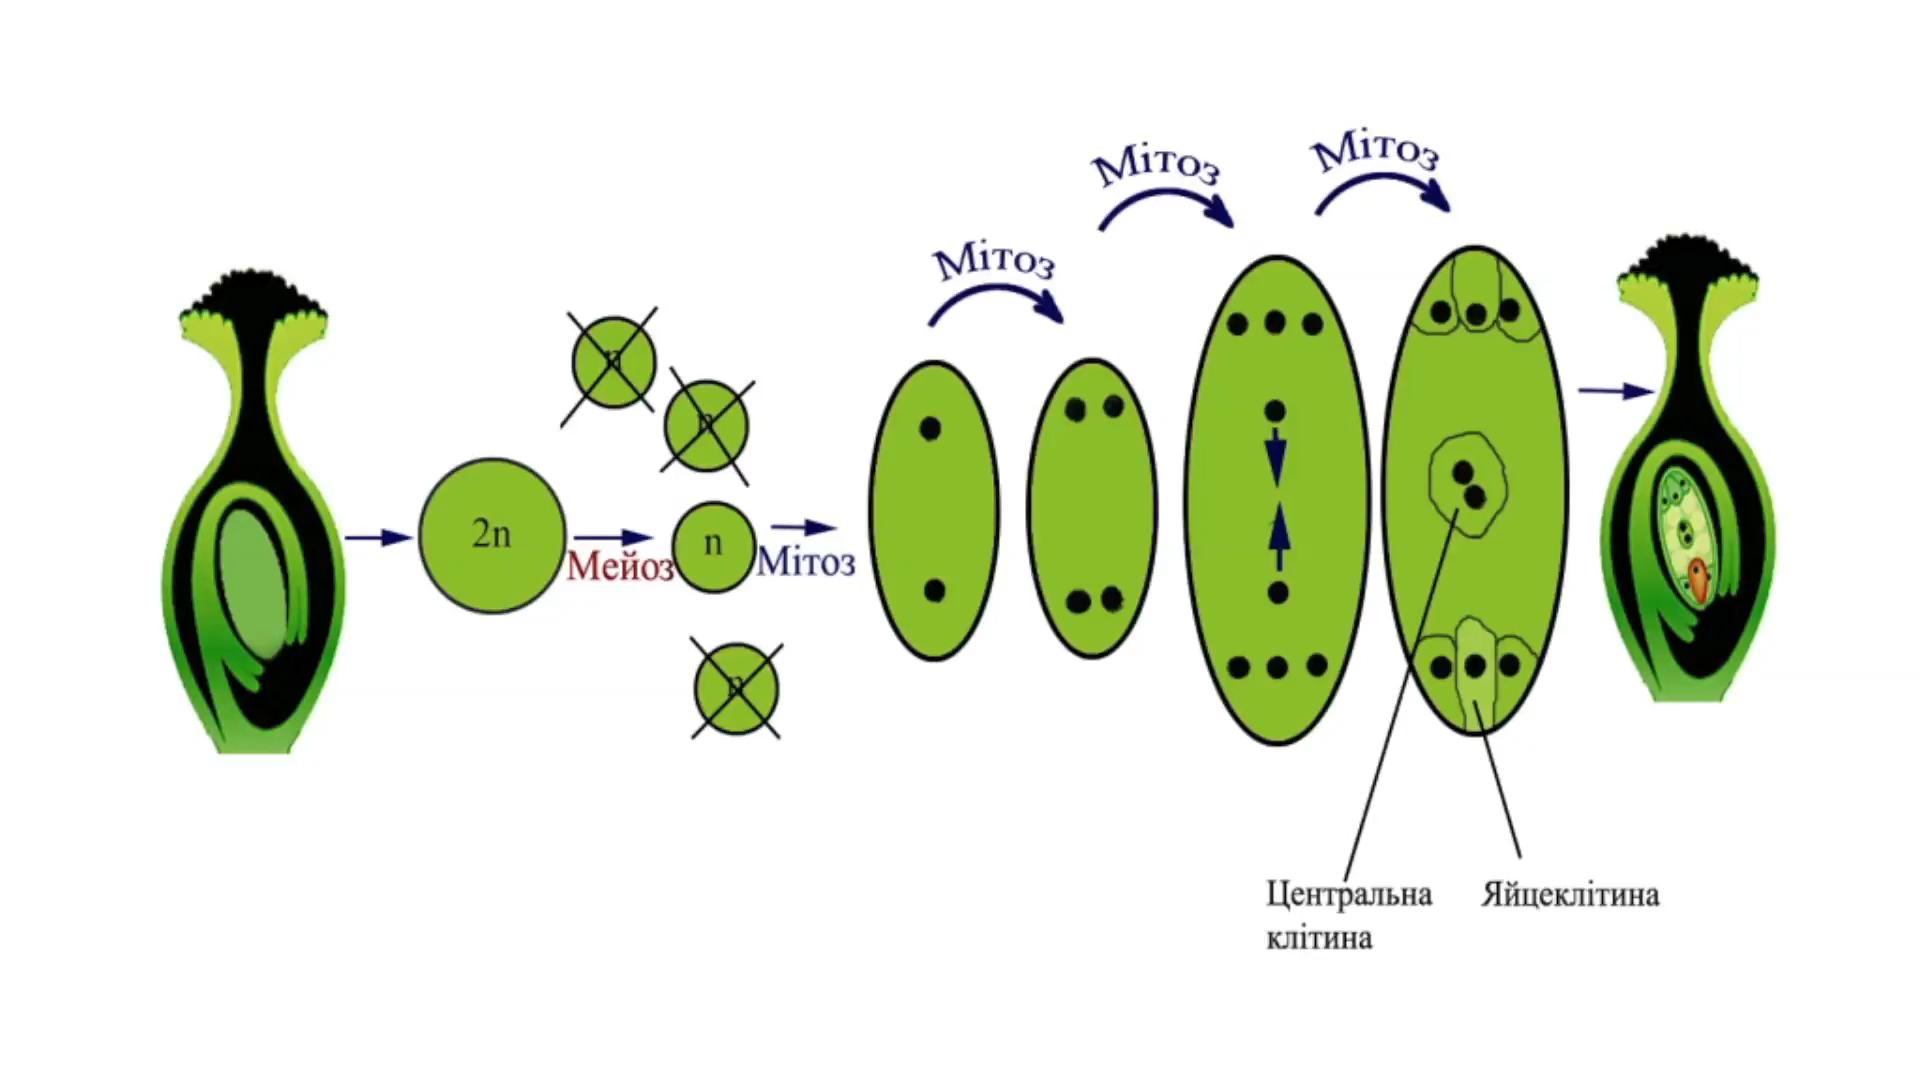 Мітоз
Мітоз
Мітоз
n
n
2n
Мейоз
n
Мітоз
n
Центральна
клітина
Яйцеклітина